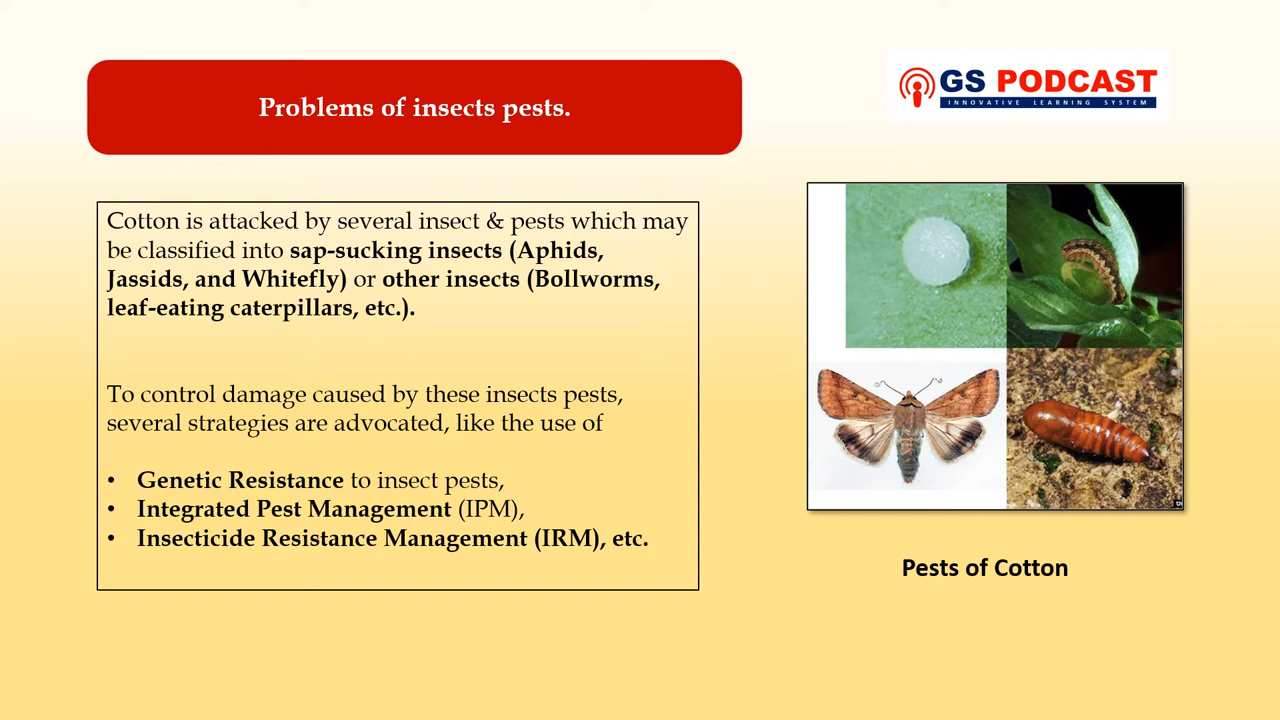 Problems of insects pests.
GS PODCAST
INNOVATIVE LEARNING SYSTEM
Cotton is attacked by several insect & pests which may
be classified into sap-sucking insects (Aphids,
Jassids, and Whitefly) or other insects (Bollworms,
leaf-eating caterpillars, etc.).
To control damage caused by these insects pests,
several strategies are advocated, like the use of
• Genetic Resistance to insect pests,
• Integrated Pest Management (IPM),
• Insecticide Resistance Management (IRM), etc.
Pests of Cotton